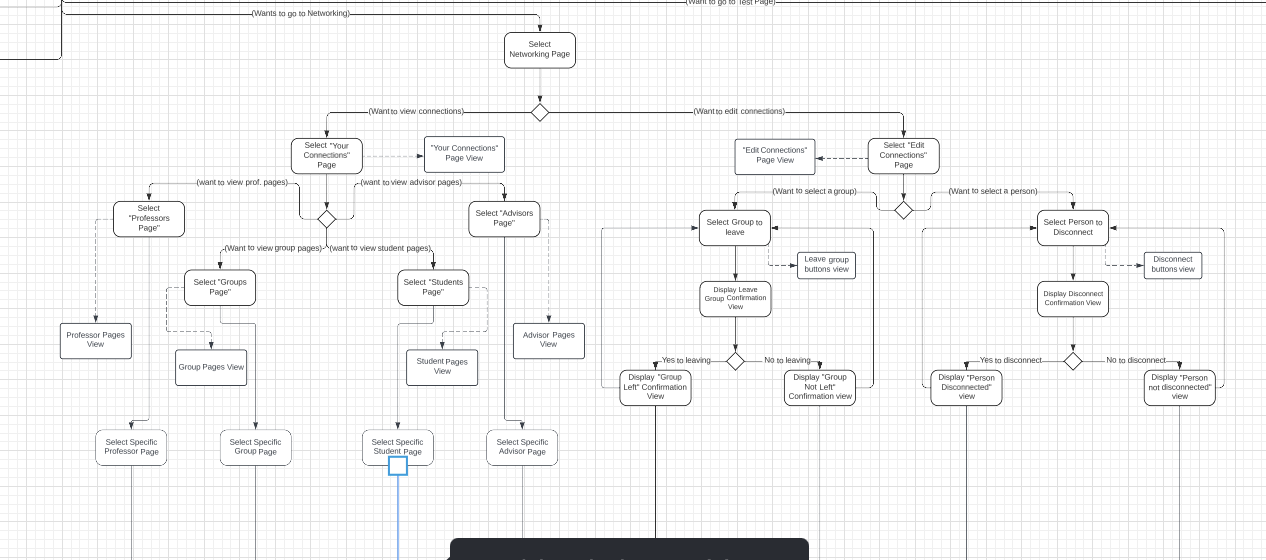 (Want to go to Test Page)
(Wants to go to Networking)
Select
Networking Page
(Want to view connections)
(Want to edit connections)
Select "Your
Connections"
Page
"Your Connections"
Page View
"Edit Connections"
Page View
Select "Edit
Connections"
Page
(want to view prof. pages)
(want to view advisor pages)
(Want to select a group)
(Want to select a person)
Select
"Professors
Page"
Select "Advisors
Page"
Select Group to
leave
Select Person to
Disconnect
(Want to view group pages)
(want to view student pages)
Leave group
buttons view
Disconnect
buttons view
Select "Groups
Page"
Select "Students
Page"
Display Leave
Group Confirmation
View
Display Disconnect
Confirmation View
Professor Pages
View
Advisor Pages
View
Group Pages View
Student Pages
View
Yes to leaving
No to leaving
Yes to disconnect
No to disconnect
Display "Group
Left" Confirmation
View
Display "Group
Not Left"
Confirmation view
Display "Person
Disconnected"
view
Display "Person
not disconnected"
view
Select Specific
Professor Page
Select Specific
Group Page
Select Specific
Student Page
Select Specific
Advisor Page